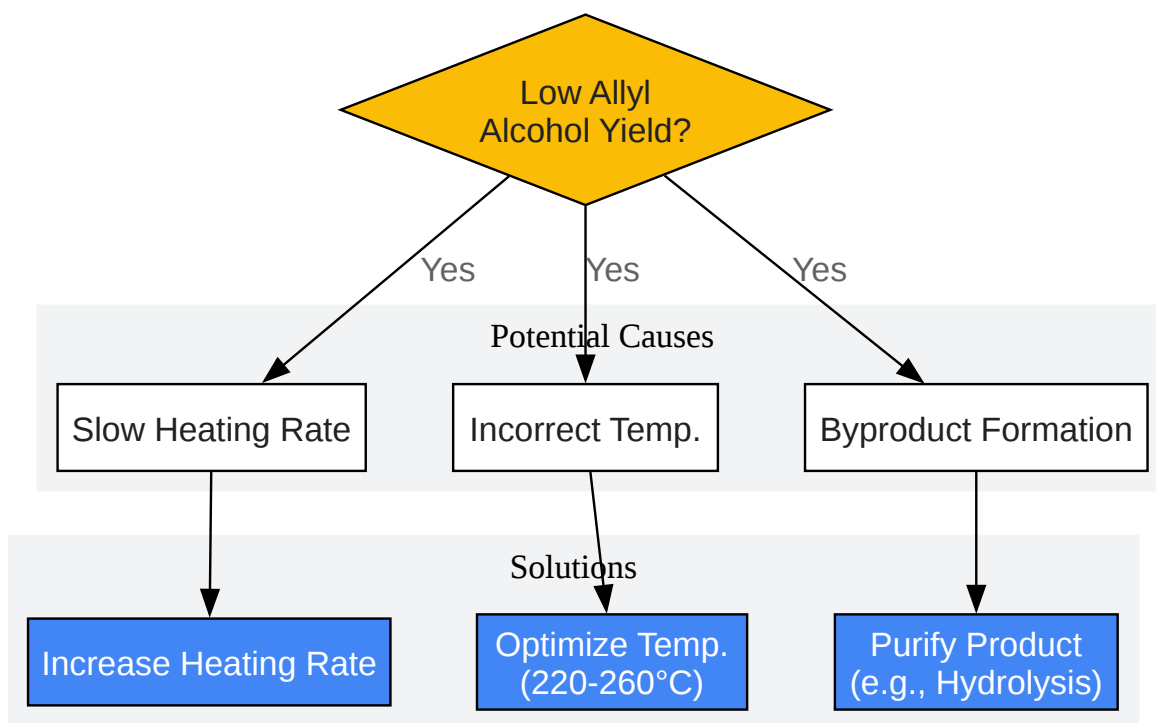 Low Allyl
Alcohol Yield?
Yes
Yes
Yes
Potential Causes
Slow Heating Rate
Incorrect Temp.
Byproduct Formation
Solutions
Increase Heating Rate
Optimize Temp.
(220-260°C)
Purify Product
(e.g., Hydrolysis)